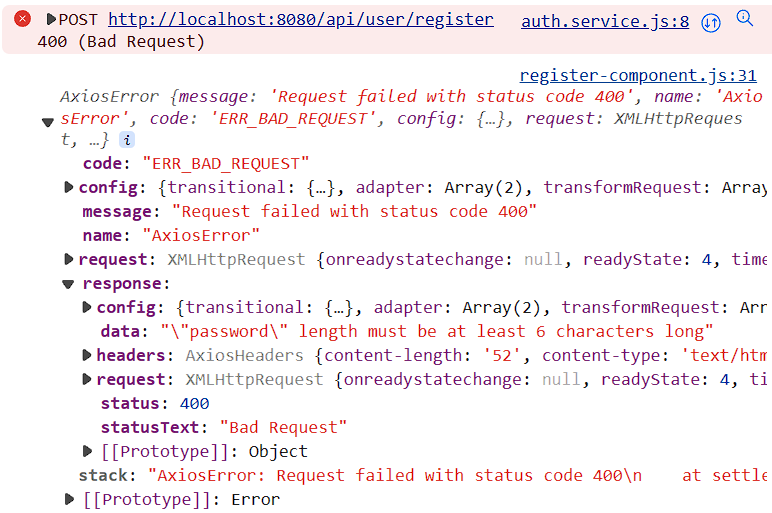 POST http://localhost:8080/api/user/register auth.service.js:8
400 (Bad Request)
register-component.js:31
AxiosError {message: 'Request failed with status code 400', name: 'Axio
sError', code: 'ERR_BAD_REQUEST', config: {…}, request: XMLHttpReques
t, …} i
code: "ERR_BAD_REQUEST"
config: {transitional: {…}, adapter: Array(2), transformRequest: Array
message: "Request failed with status code 400"
name: "AxiosError"
request: XMLHttpRequest {onreadystatechange: null, readyState: 4, time
response:
config: {transitional: {…}, adapter: Array(2), transformRequest: Arr
data: "\"password\" length must be at least 6 characters long"
headers: AxiosHeaders {content-length: '52', content-type: 'text/htm
request: XMLHttpRequest {onreadystatechange: null, readyState: 4, ti
status: 400
statusText: "Bad Request"
[[Prototype]]: Object
stack: "AxiosError: Request failed with status code 400\n    at settle
[[Prototype]]: Error